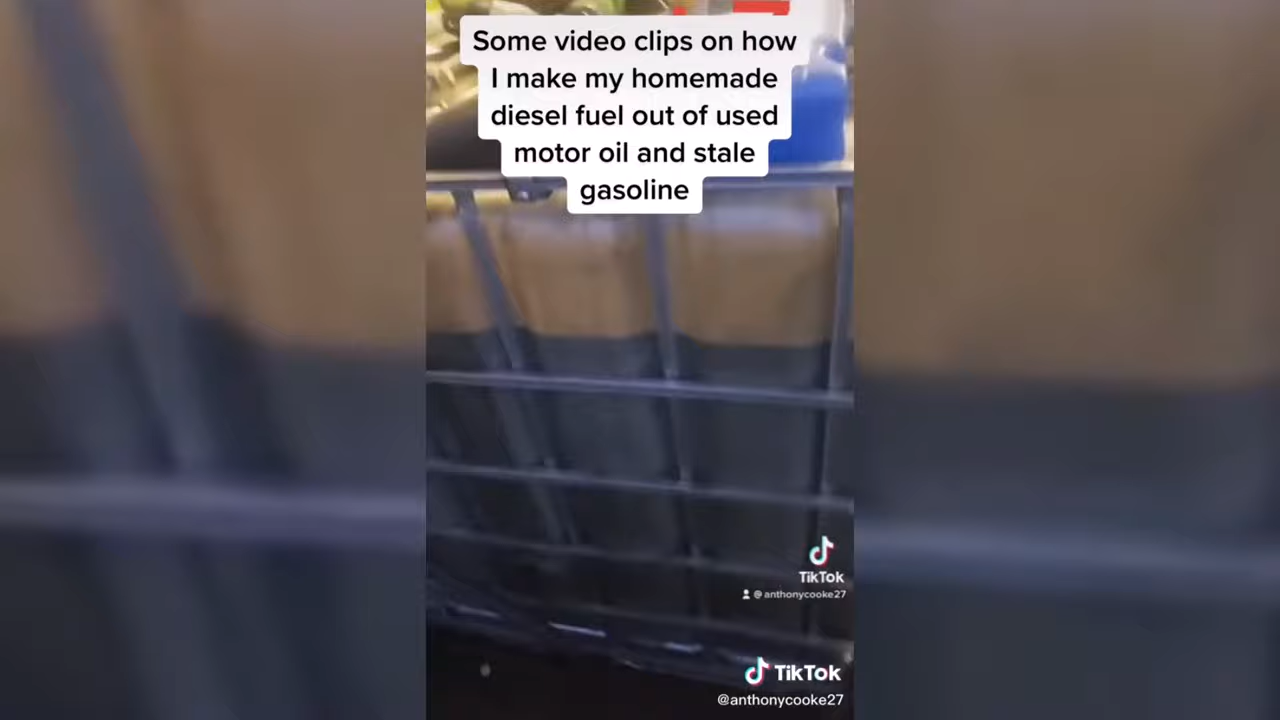 Some video clips on how
I make my homemade
diesel fuel out of used
motor oil and stale
gasoline
TikTok
@ anthonycooke27
TikTok
@anthonycooke27